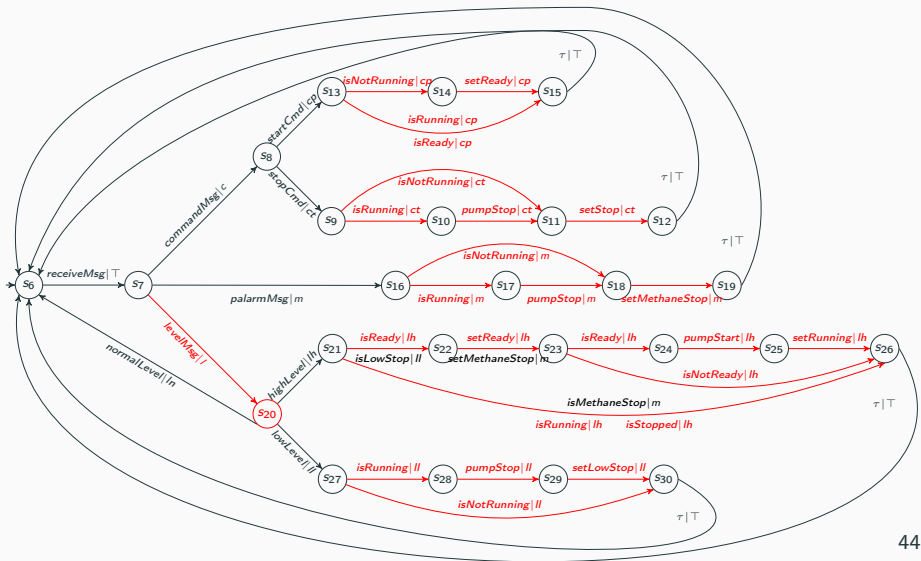 τ|⊤
isNotRunning|cp
setReady|cp
s13
s14
s15
startCmd|cp
isRunning|cp
isReady|cp
s8
stopCmd|ct
isNotRunning|ct
τ|⊤
isRunning|ct
pumpStop|ct
setStop|ct
s9
s10
s11
s12
commandMsg|c
τ|⊤
isNotRunning|m
receiveMsg|⊤
s6
s7
s16
s17
s18
s19
palarmMsg|m
isRunning|m
pumpStop|m
setMethaneStop|m
levelMsg|l
isReady|lh
setReady|lh
isReady|lh
pumpStart|lh
setRunning|lh
s21
s22
s23
s24
s25
s26
isLowStop|ll
setMethaneStop|m
normalLevel|ln
highLevel|lh
isNotReady|lh
isMethaneStop|m
τ|⊤
s20
isRunning|lh
isStopped|lh
lowLevel|ll
isRunning|ll
pumpStop|ll
setLowStop|ll
s27
s28
s29
s30
isNotRunning|ll
τ|⊤
44